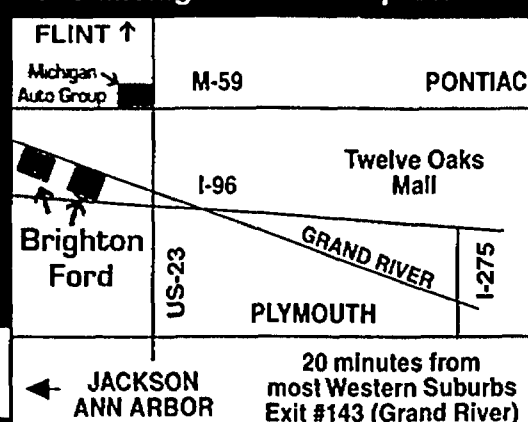 FLINT ↑
Michigan
Auto Group
M-59
PONTIAC
Twelve Oaks
Mall
I-96
Brighton
Ford
US-23
GRAND RIVER
I-275
PLYMOUTH
← JACKSON
ANN ARBOR
20 minutes from
most Western Suburbs
Exit #143 (Grand River)